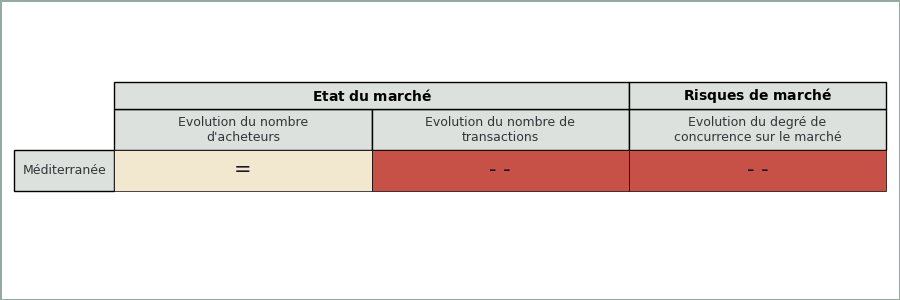 Etat du marché
Risques de marché
Evolution du nombre
d'acheteurs
Evolution du nombre de
transactions
Evolution du degré de
concurrence sur le marché
Méditerranée
=
- -
- -